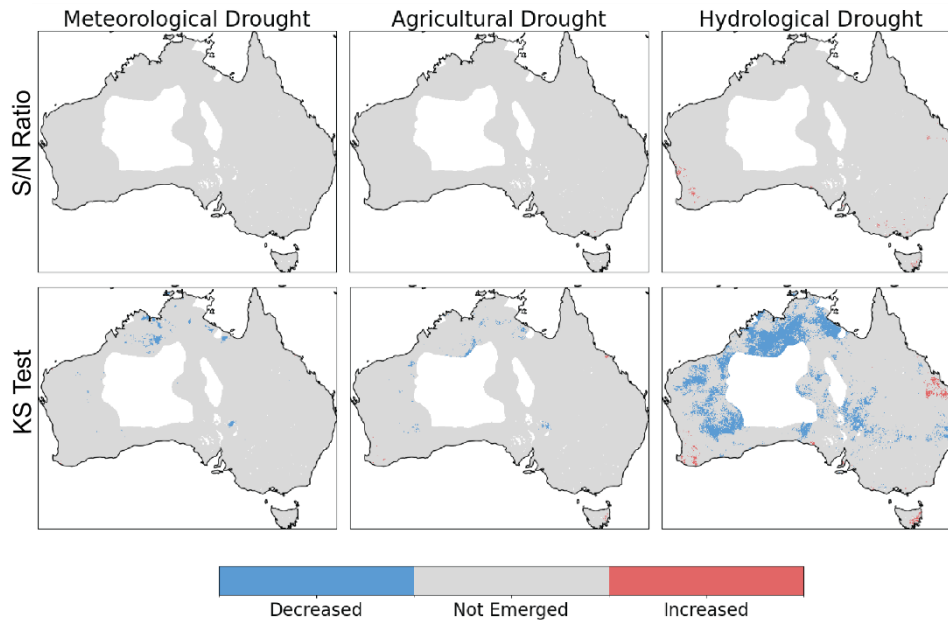 Meteorological Drought Agricultural Drought Hydrological Drought
S/N Ratio
KS Test
Decreased Not Emerged Increased